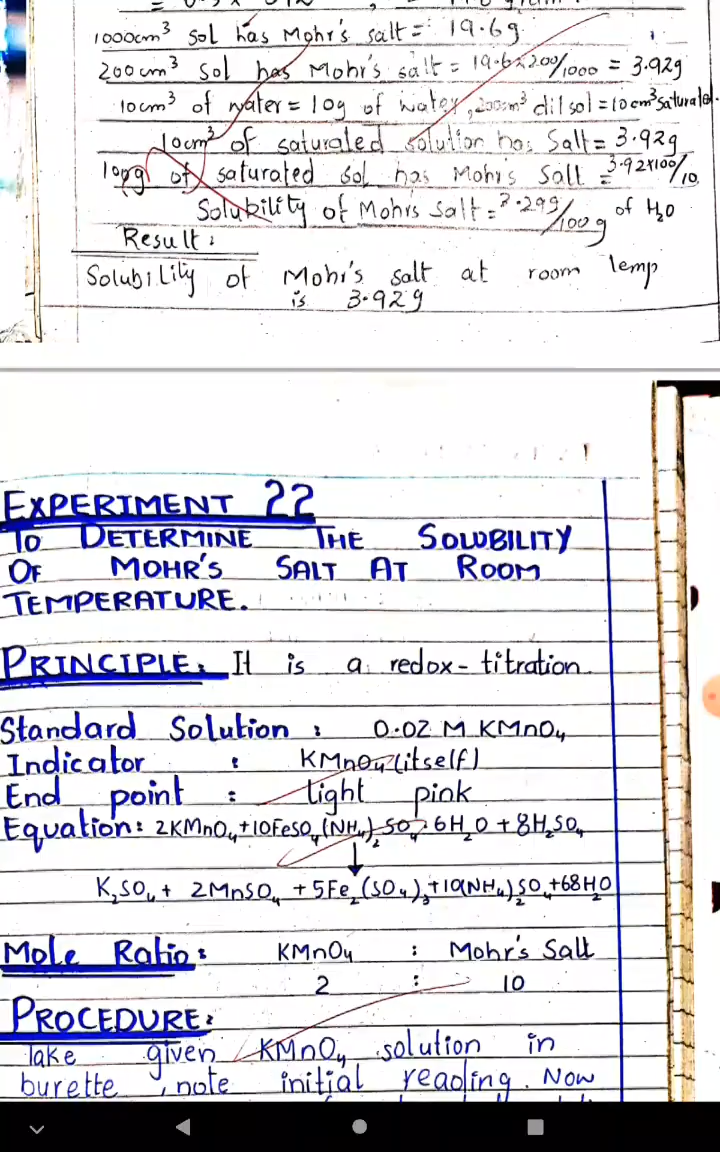 1000cm³ sol has Mohr's salt = 19.6g
200cm³ sol has Mohr's salt = 19.6×200/1000 = 3.92g
10cm³ of water = 10g of water, 200cm³ dil sol = 10cm³ saturated.
10cm³ of saturated solution has Salt = 3.92g
100g of saturated sol has Mohr's Salt = 3.92×100/10
Solubility of Mohr's Salt = 3.29g/100g of H₂O
Result:
Solubility of Mohr's salt at room temp
is 3.92g
EXPERIMENT 22
TO DETERMINE THE SOLUBILITY
OF MOHR'S SALT AT ROOM
TEMPERATURE.
PRINCIPLE: It is a redox-titration
Standard Solution : 0.02 M KMnO₄
Indicator : KMnO₄ (itself)
End point : light pink
Equation: 2KMnO₄+10FeSO₄(NH₄)₂SO₄.6H₂O + 8H₂SO₄
↓
K₂SO₄ + 2MnSO₄ + 5Fe₂(SO₄)₃+10(NH₄)₂SO₄+68H₂O
Mole Ratio: KMnO₄ : Mohr's Salt
2 : 10
PROCEDURE:
Take given KMnO₄ solution in
burette, note initial reading. Now